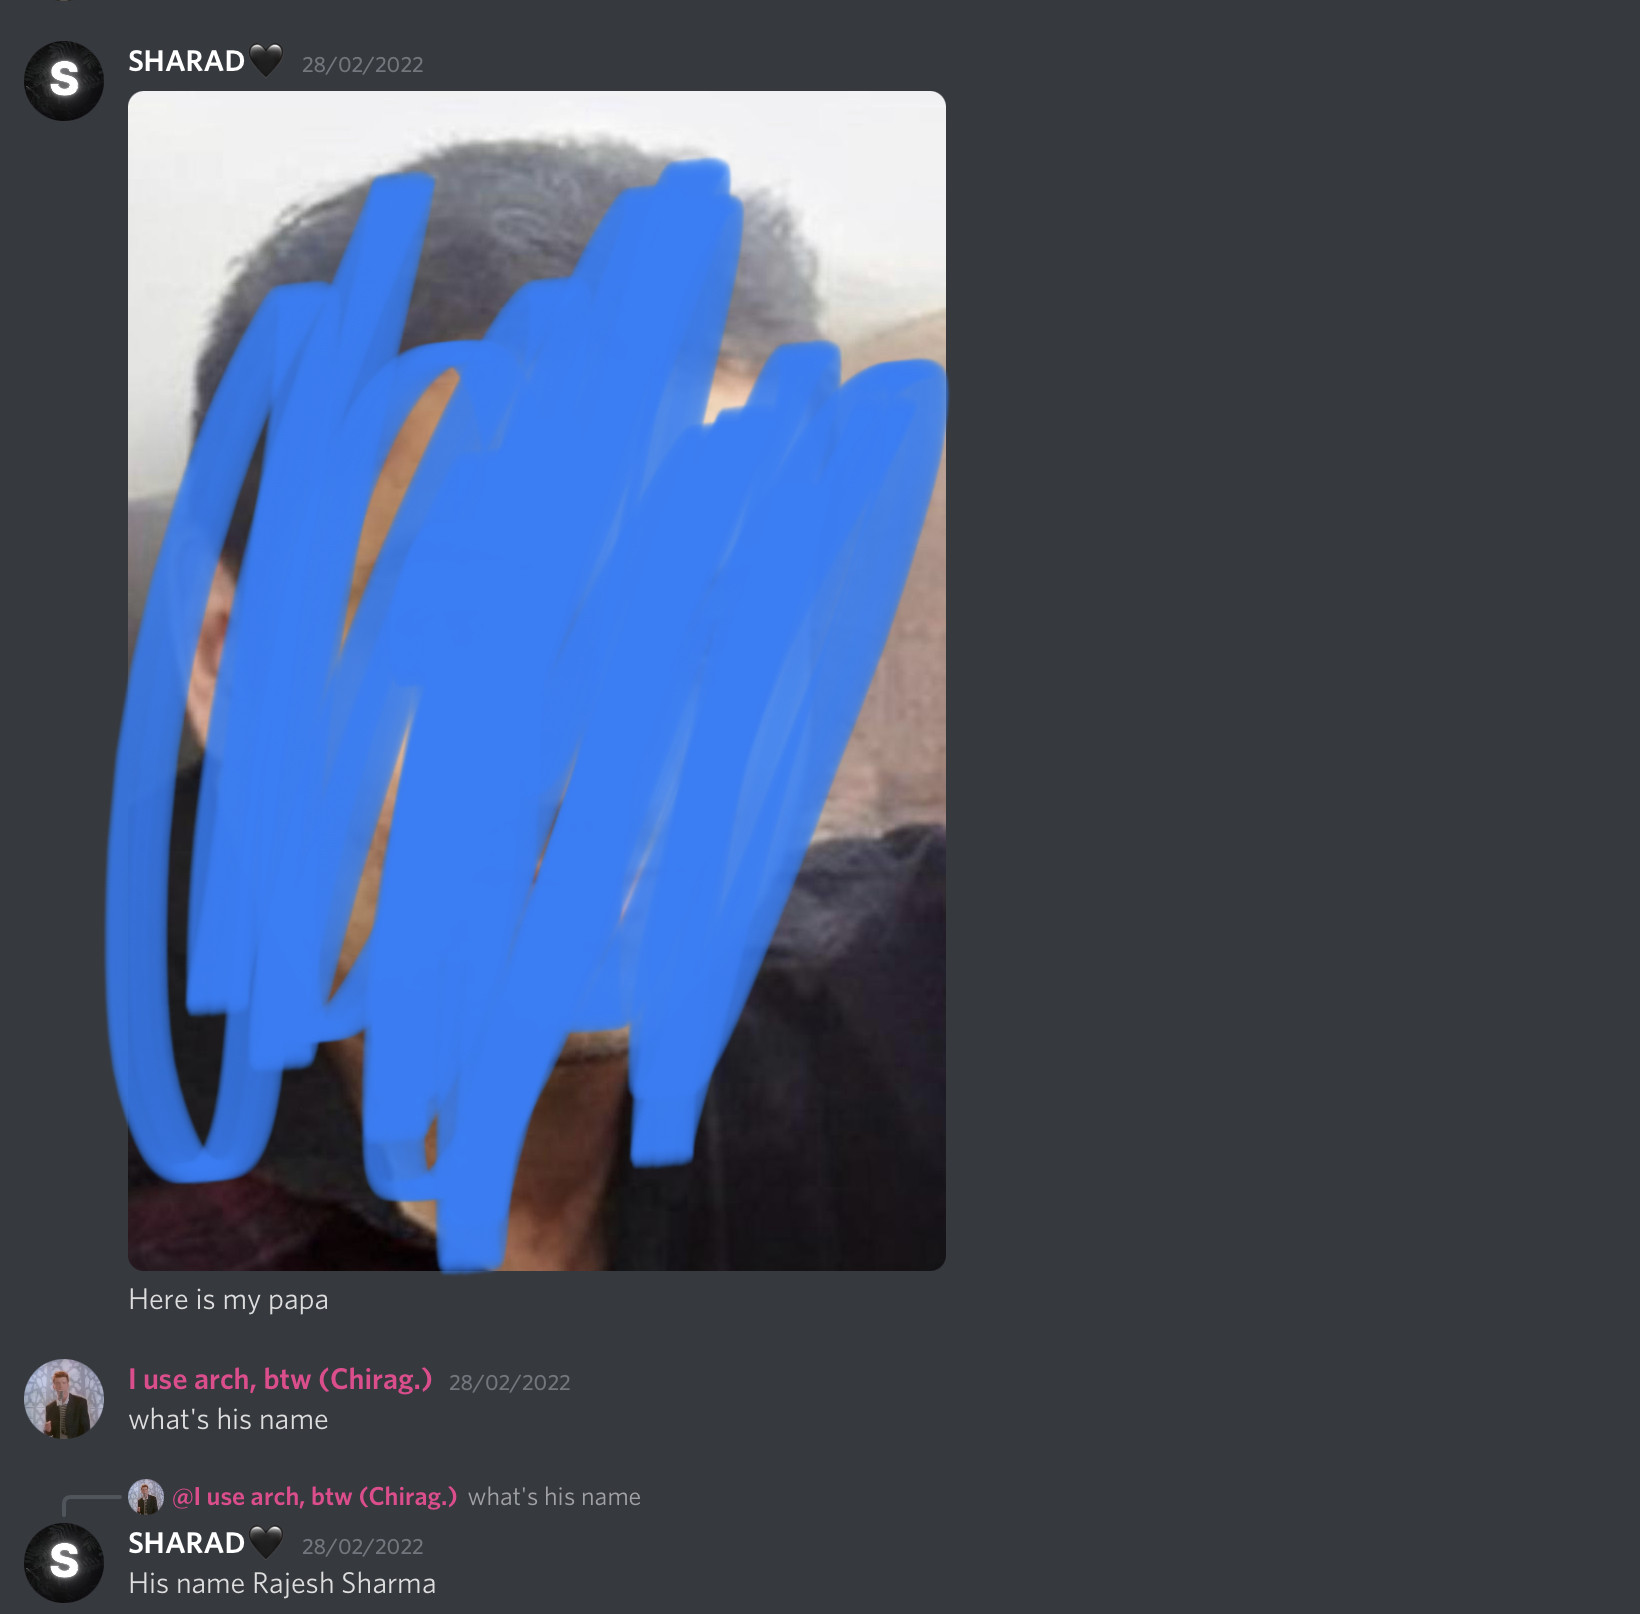 S
SHARAD🖤 28/02/2022
Here is my papa
I use arch, btw (Chirag.) 28/02/2022
what's his name
@I use arch, btw (Chirag.) what's his name
S
SHARAD🖤 28/02/2022
His name Rajesh Sharma